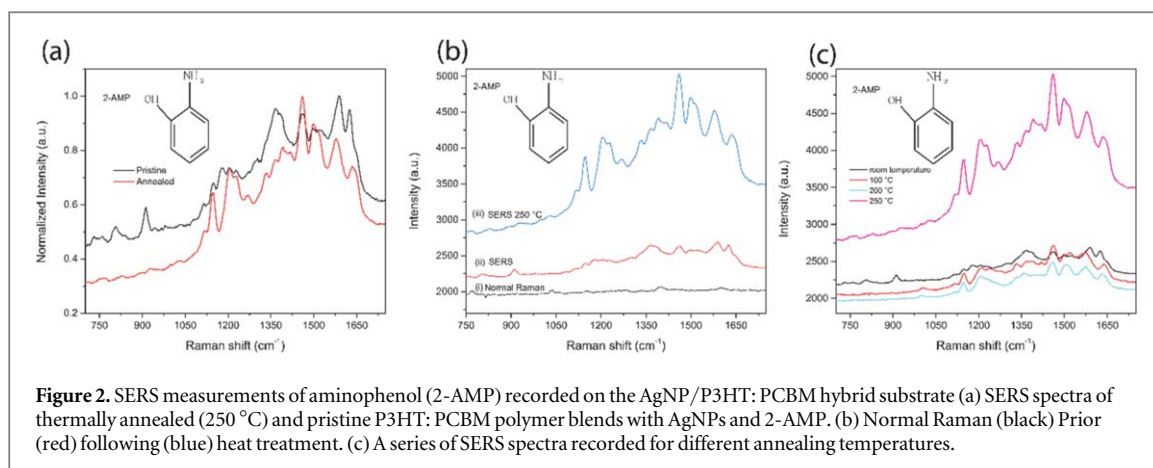 (a)
NH₂
2-AMP
OH
Pristine
Annealed
Normalized Intensity (a.u.)
1.0
0.8
0.6
0.4
0.2
750 900 1050 1200 1350 1500 1650
Raman shift (cm⁻¹)
(b)
NH
2-AMP
OH
(iii) SERS 250 °C
(ii) SERS
(i) Normal Raman
Intensity (a.u.)
5000
4500
4000
3500
3000
2500
2000
750 900 1050 1200 1350 1500 1650
Raman shift (cm⁻¹)
(c)
NH
2-AMP
OH
room temperature
100 °C
200 °C
250 °C
Intensity (a.u.)
5000
4500
4000
3500
3000
2500
2000
750 900 1050 1200 1350 1500 1650
Raman shift (cm⁻¹)
Figure 2. SERS measurements of aminophenol (2-AMP) recorded on the AgNP/P3HT: PCBM hybrid substrate (a) SERS spectra of
thermally annealed (250 °C) and pristine P3HT: PCBM polymer blends with AgNPs and 2-AMP. (b) Normal Raman (black) Prior
(red) following (blue) heat treatment. (c) A series of SERS spectra recorded for different annealing temperatures.